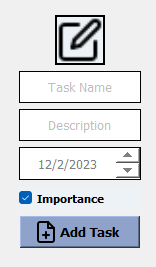 Task Name
Description
12/2/2023
Importance
Add Task